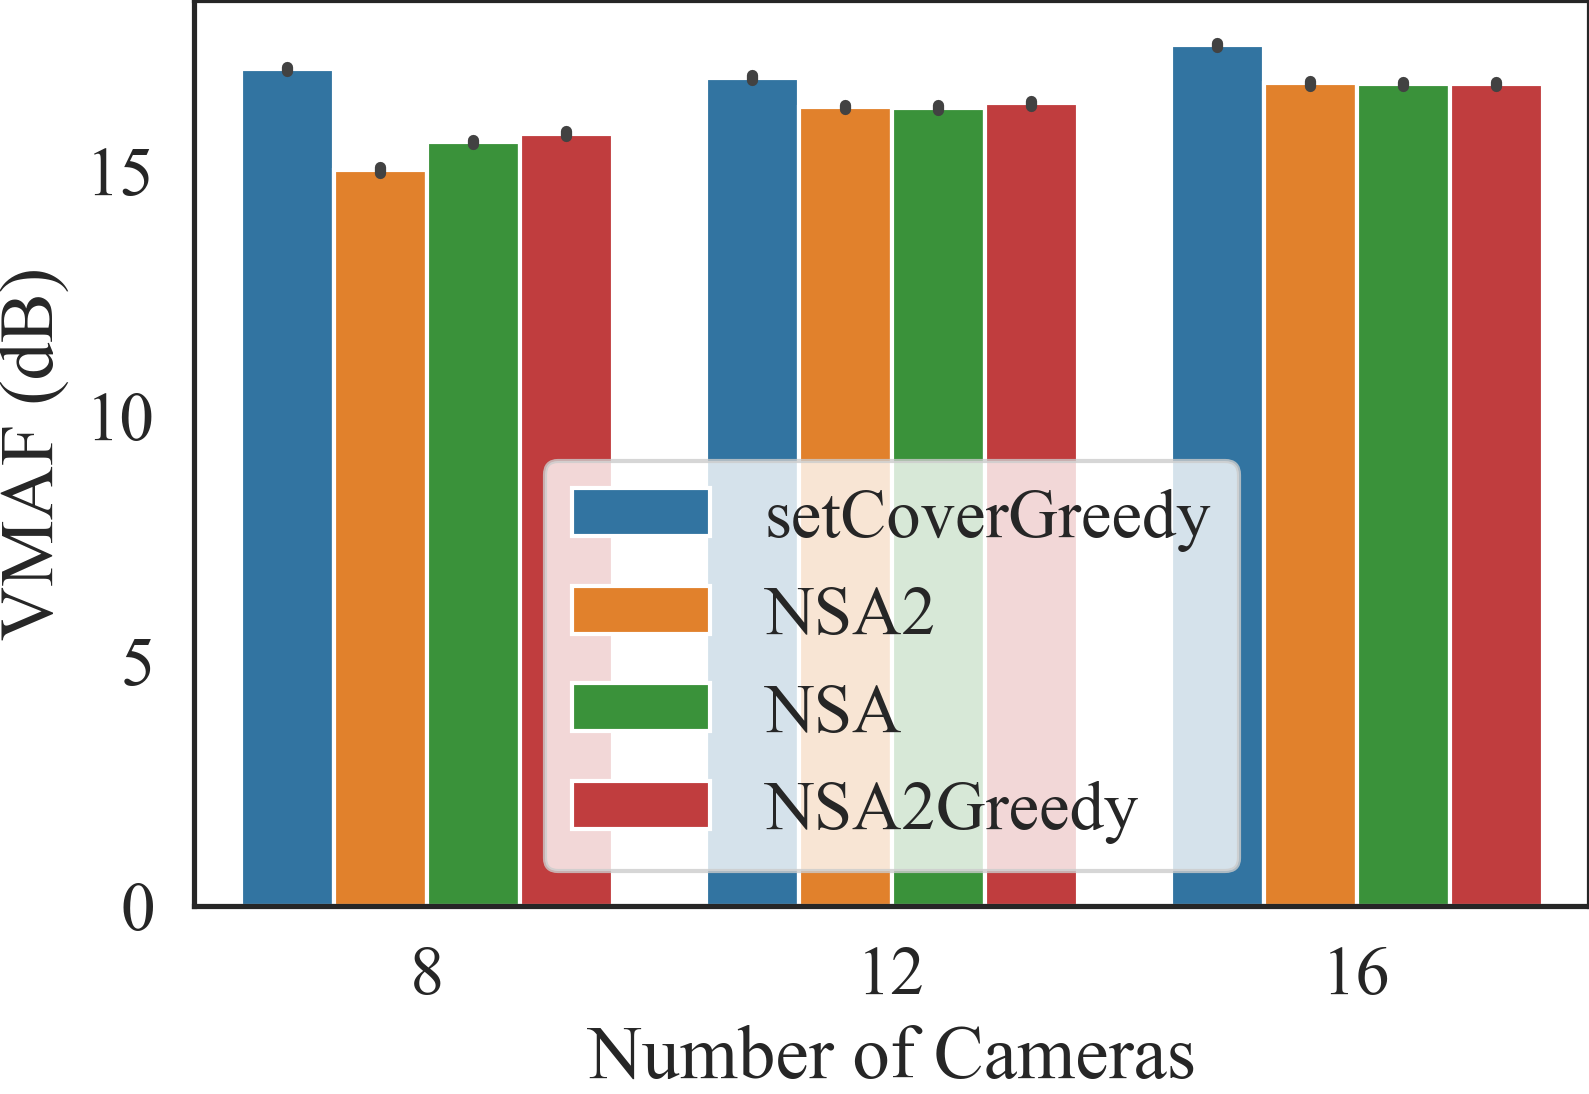 VMAF (dB)
15
10
5
0
setCoverGreedy
NSA2
NSA
NSA2Greedy
8 12 16
Number of Cameras